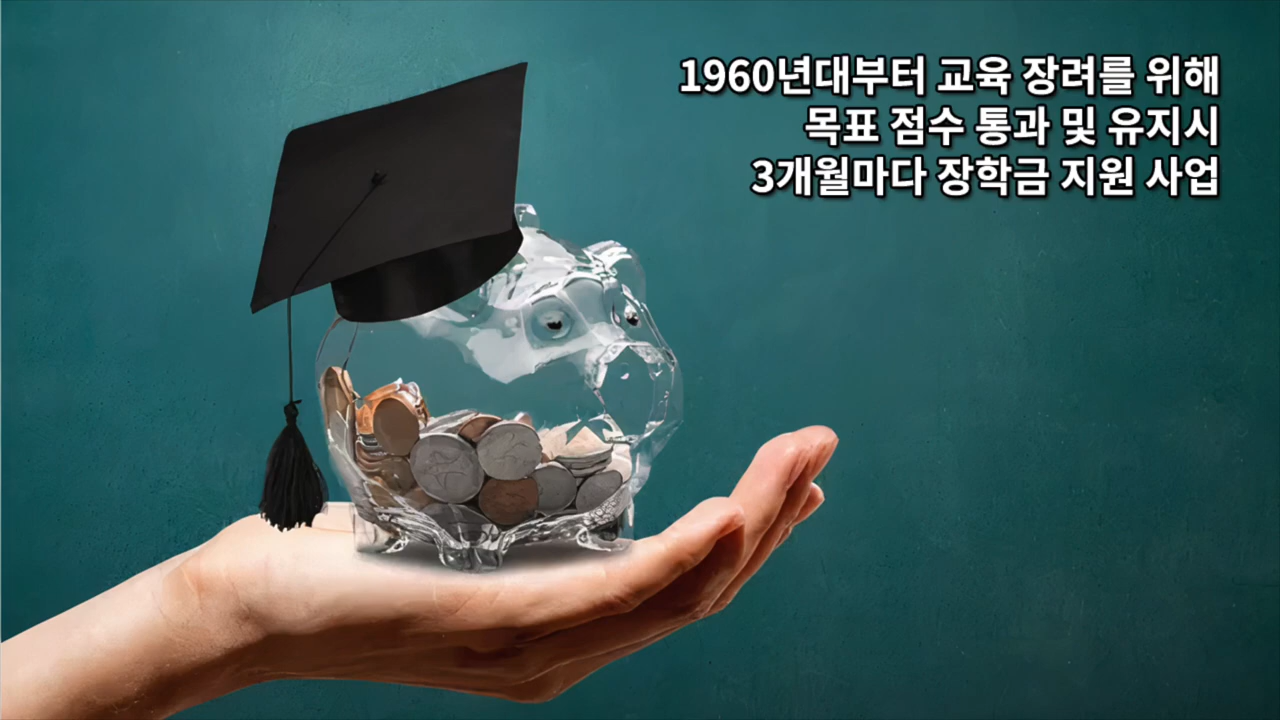 1960년대부터 교육 장려를 위해
목표 점수 통과 및 유지시
3개월마다 장학금 지원 사업